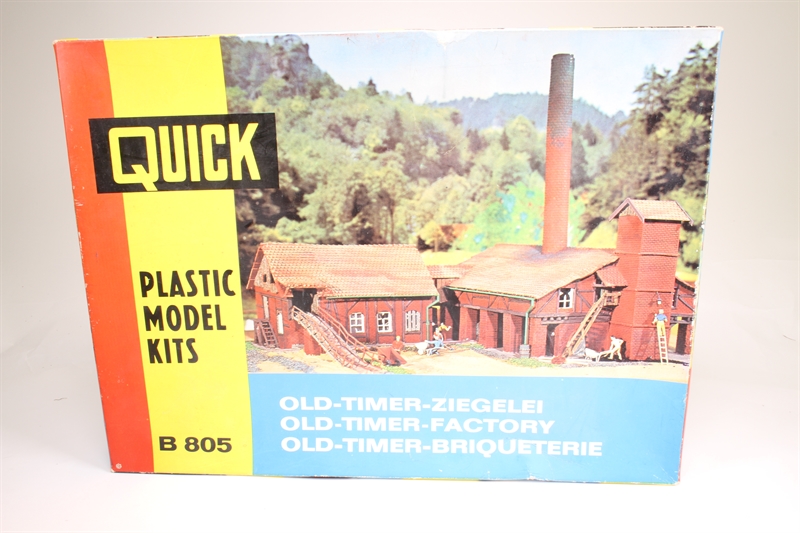 QUICK
PLASTIC
MODEL
KITS
B 805
OLD-TIMER-ZIEGELEI
OLD-TIMER-FACTORY
OLD-TIMER-BRIQUETERIE